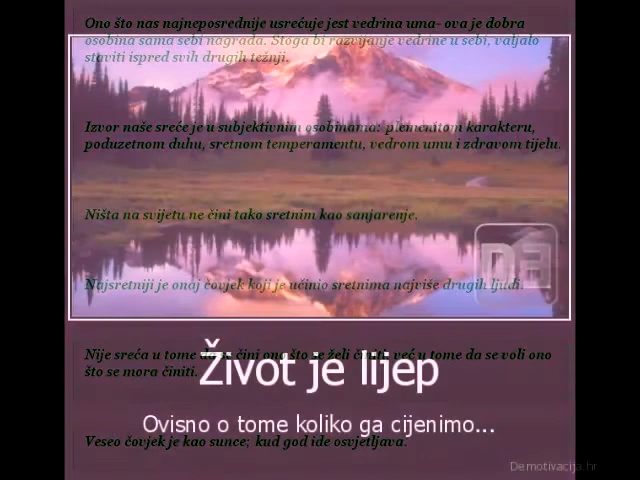 Ono što nas najneposrednije usrećuje jest vedrina uma- ova je dobra
osobina sama sebi nagrada. Stoga bi razvijanje vedrine u sebi, valjalo
staviti ispred svih drugih težnji.
Izvor naše sreće je u subjektivnim osobinama: plemenitom karakteru,
poduzetnom duhu, sretnom temperamentu, vedrom umu i zdravom tijelu.
Ništa na svijetu ne čini tako sretnim kao sanjarenje.
Najsretniji je onaj čovjek koji je učinio sretnima najviše drugih ljudi.
Nije sreća u tome da se čini ono što se želi činiti, već u tome da se voli ono
što se mora činiti.
Život je lijep
Ovisno o tome koliko ga cijenimo...
Veseo čovjek je kao sunce; kud god ide osvjetljava.
Demotivacija.hr